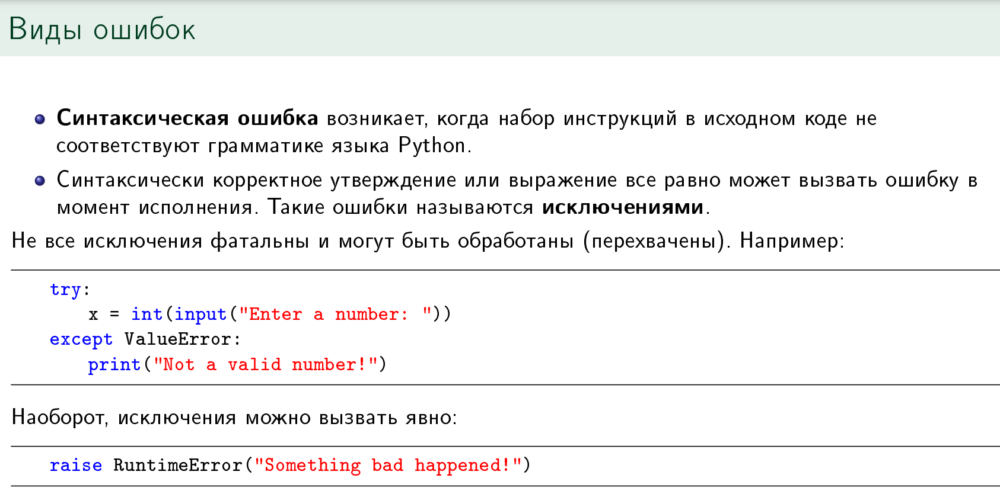 Виды ошибок
Синтаксическая ошибка возникает, когда набор инструкций в исходном коде не
соответствуют грамматике языка Python.
Синтаксически корректное утверждение или выражение все равно может вызвать ошибку в
момент исполнения. Такие ошибки называются исключениями.
Не все исключения фатальны и могут быть обработаны (перехвачены). Например:
try:
    x = int(input("Enter a number: "))
except ValueError:
    print("Not a valid number!")
Наоборот, исключения можно вызвать явно:
raise RuntimeError("Something bad happened!")